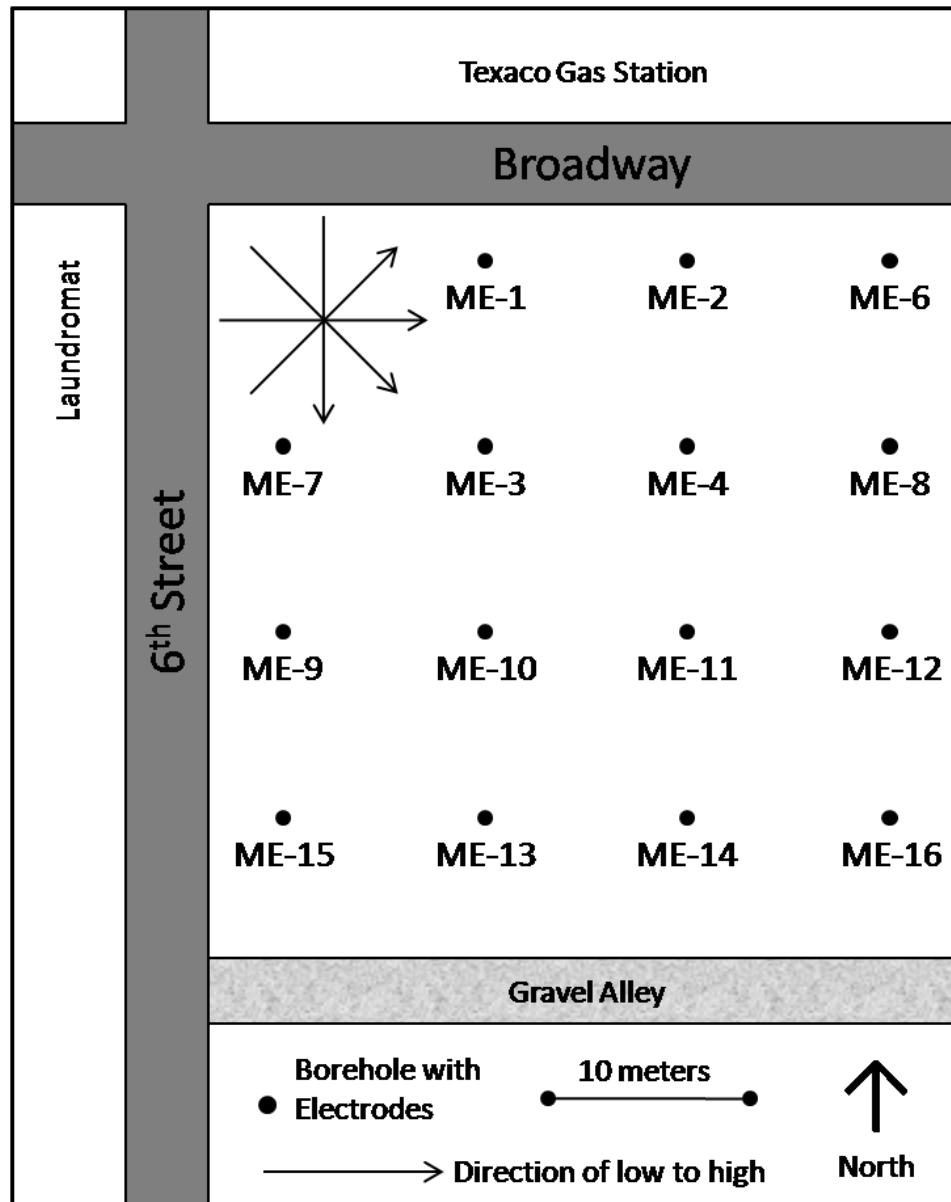 Texaco Gas Station
Broadway
Laundromat
6th Street
ME-1 ME-2 ME-6
ME-7 ME-3 ME-4 ME-8
ME-9 ME-10 ME-11 ME-12
ME-15 ME-13 ME-14 ME-16
Gravel Alley
Borehole with
Electrodes
10 meters
Direction of low to high
North